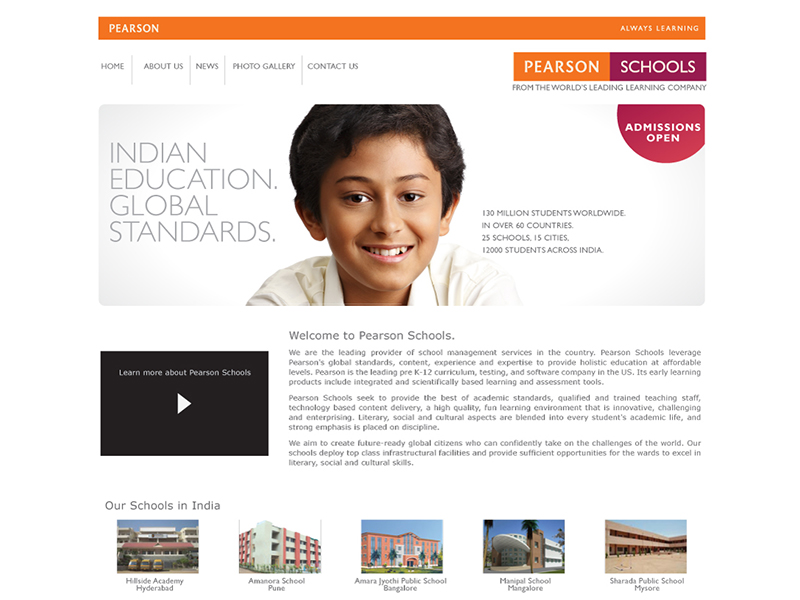 PEARSON
ALWAYS LEARNING
HOME
ABOUT US
NEWS
PHOTO GALLERY
CONTACT US
PEARSON SCHOOLS
FROM THE WORLD'S LEADING LEARNING COMPANY
INDIAN
EDUCATION.
GLOBAL
STANDARDS.
ADMISSIONS
OPEN
130 MILLION STUDENTS WORLDWIDE.
IN OVER 60 COUNTRIES.
25 SCHOOLS, 15 CITIES,
12000 STUDENTS ACROSS INDIA.
Learn more about Pearson Schools
Welcome to Pearson Schools.
We are the leading provider of school management services in the country. Pearson Schools leverage
Pearson's global standards, content, experience and expertise to provide holistic education at affordable
levels. Pearson is the leading pre K-12 curriculum, testing, and software company in the US. Its early learning
products include integrated and scientifically based learning and assessment tools.
Pearson Schools seek to provide the best of academic standards, qualified and trained teaching staff,
technology based content delivery, a high quality, fun learning environment that is innovative, challenging
and enterprising. Literary, social and cultural aspects are blended into every student's academic life, and
strong emphasis is placed on discipline.
We aim to create future-ready global citizens who can confidently take on the challenges of the world. Our
schools deploy top class infrastructural facilities and provide sufficient opportunities for the wards to excel in
literary, social and cultural skills.
Our Schools in India
Hillside Academy
Hyderabad
Amanora School
Pune
Amara Jyothi Public School
Bangalore
Manipal School
Mangalore
Sharada Public School
Mysore